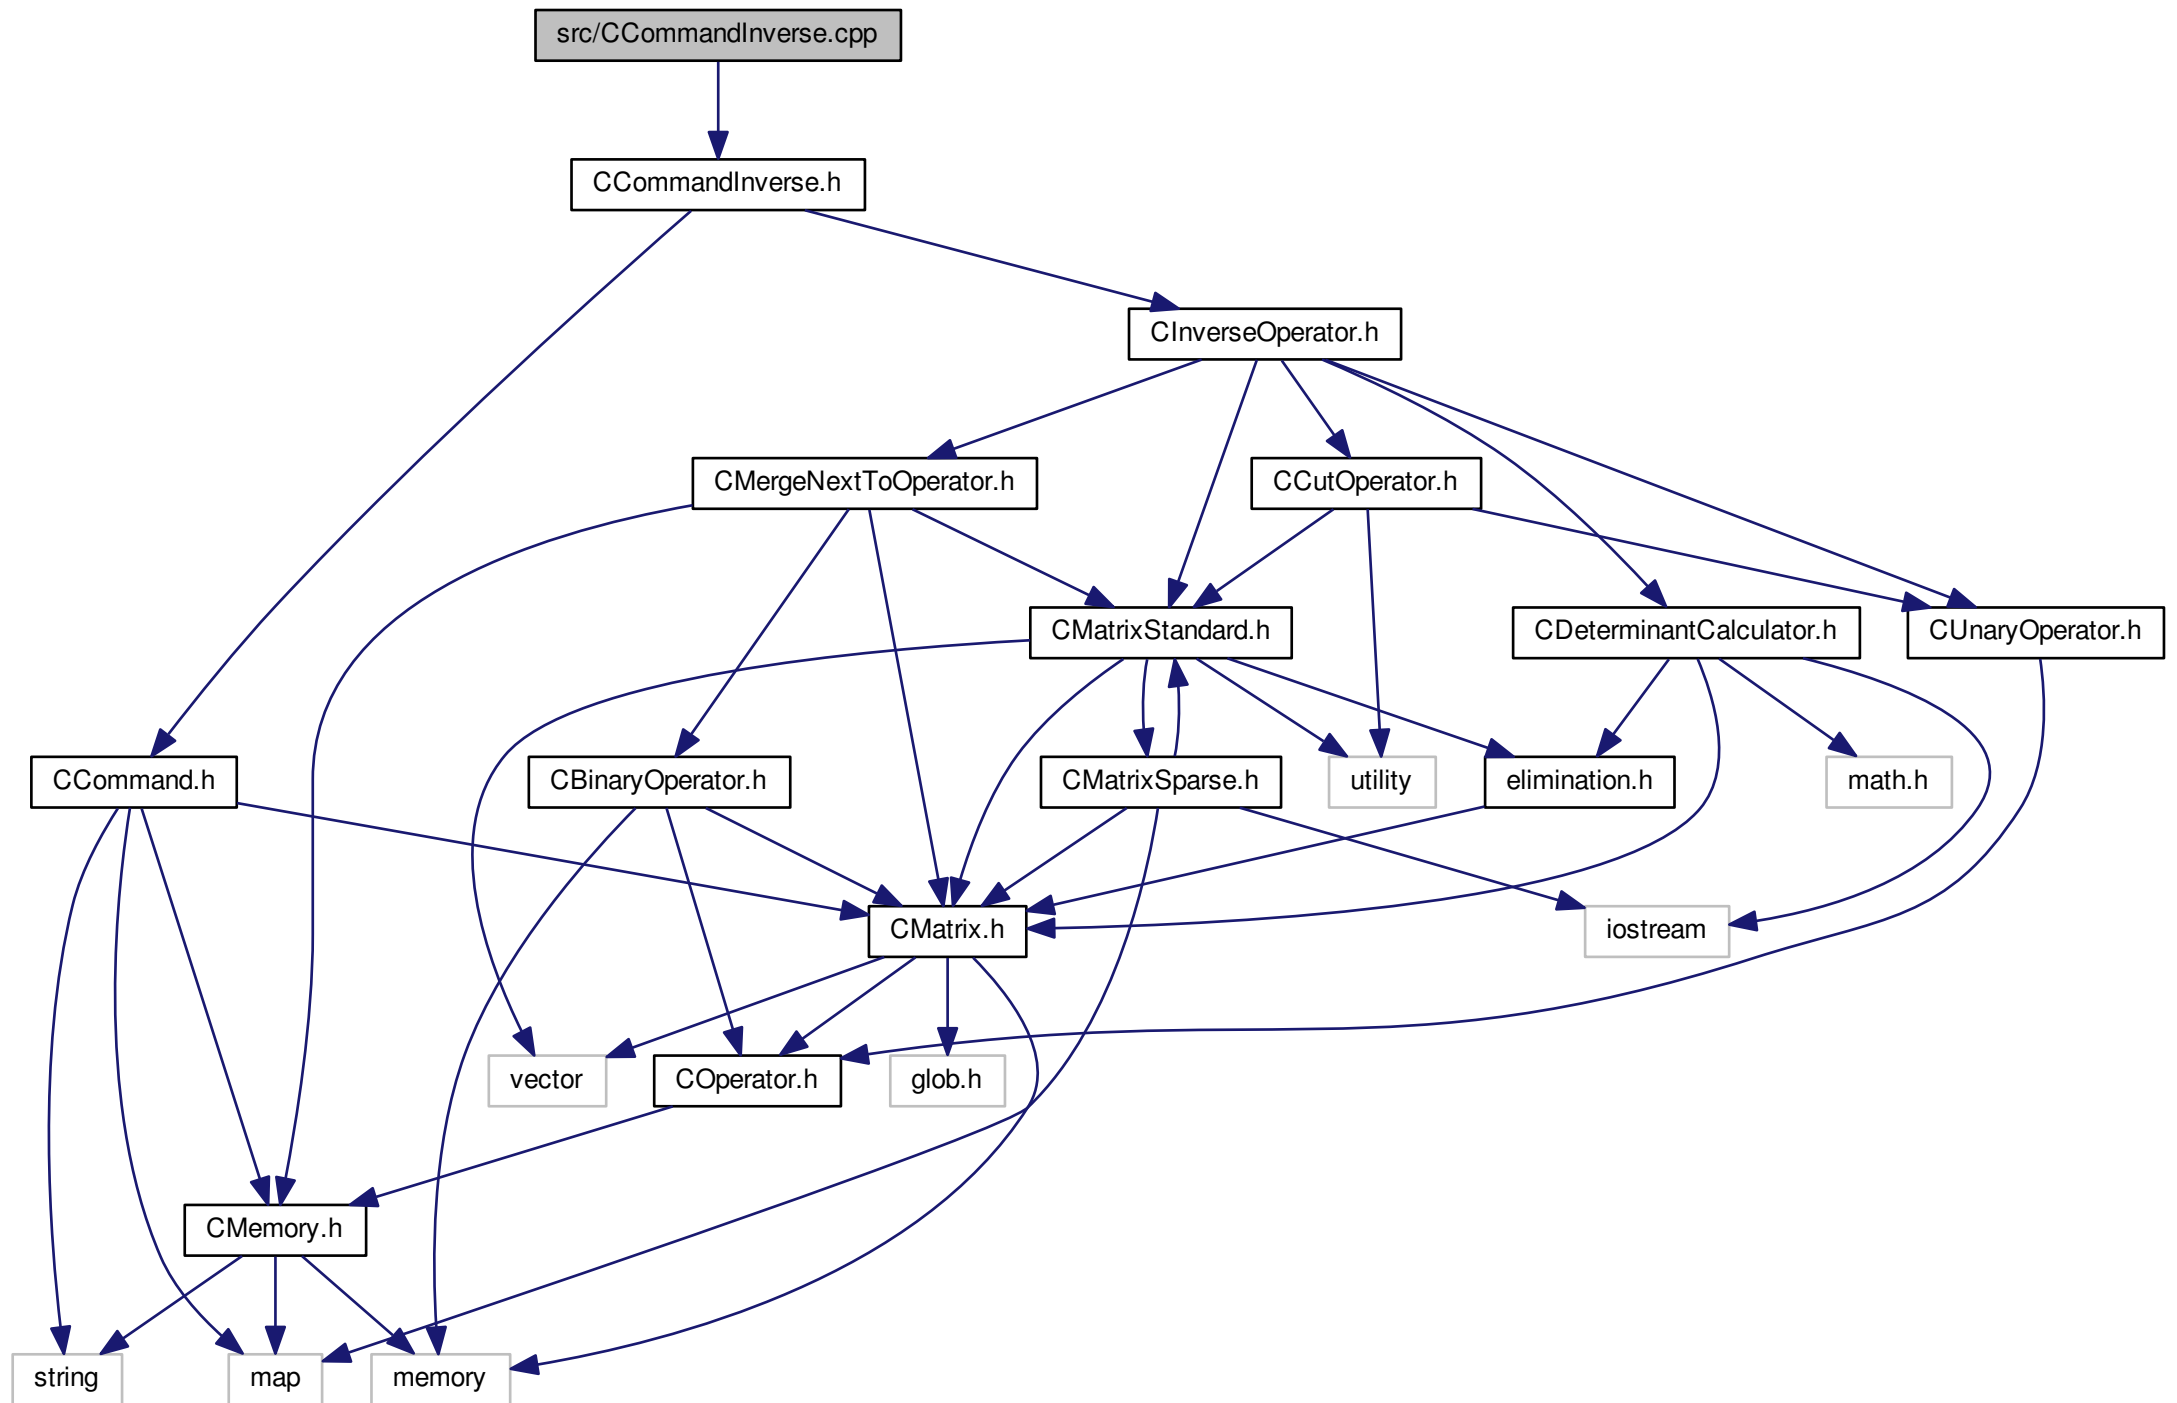 src/CCommandInverse.cpp
CCommandInverse.h
CInverseOperator.h
CMergeNextToOperator.h
CCutOperator.h
CMatrixStandard.h
CDeterminantCalculator.h
CUnaryOperator.h
CCommand.h
CBinaryOperator.h
CMatrixSparse.h
utility
elimination.h
math.h
CMatrix.h
iostream
vector
COperator.h
glob.h
CMemory.h
string
map
memory